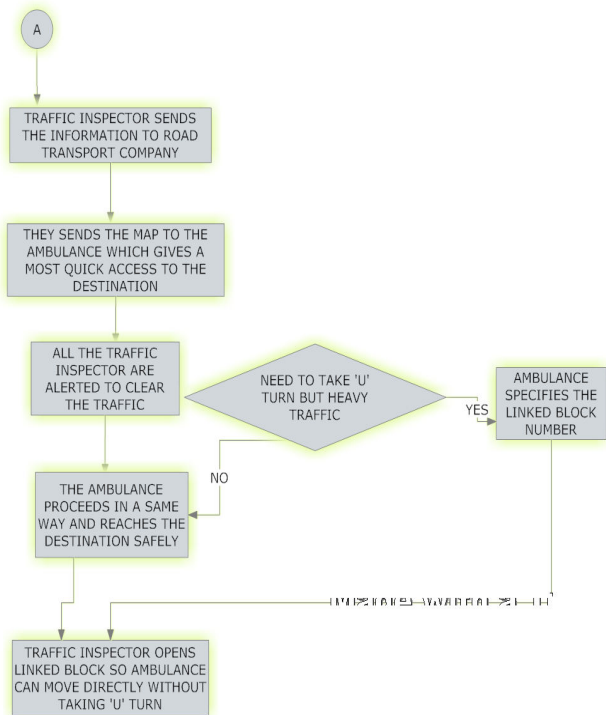 A
TRAFFIC INSPECTOR SENDS
THE INFORMATION TO ROAD
TRANSPORT COMPANY
THEY SENDS THE MAP TO THE
AMBULANCE WHICH GIVES A
MOST QUICK ACCESS TO THE
DESTINATION
ALL THE TRAFFIC
INSPECTOR ARE
ALERTED TO CLEAR
THE TRAFFIC
NEED TO TAKE 'U'
TURN BUT HEAVY
TRAFFIC
YES
AMBULANCE
SPECIFIES THE
LINKED BLOCK
NUMBER
NO
THE AMBULANCE
PROCEEDS IN A SAME
WAY AND REACHES THE
DESTINATION SAFELY
TRAFFIC INSPECTOR OPENS
LINKED BLOCK SO AMBULANCE
CAN MOVE DIRECTLY WITHOUT
TAKING 'U' TURN